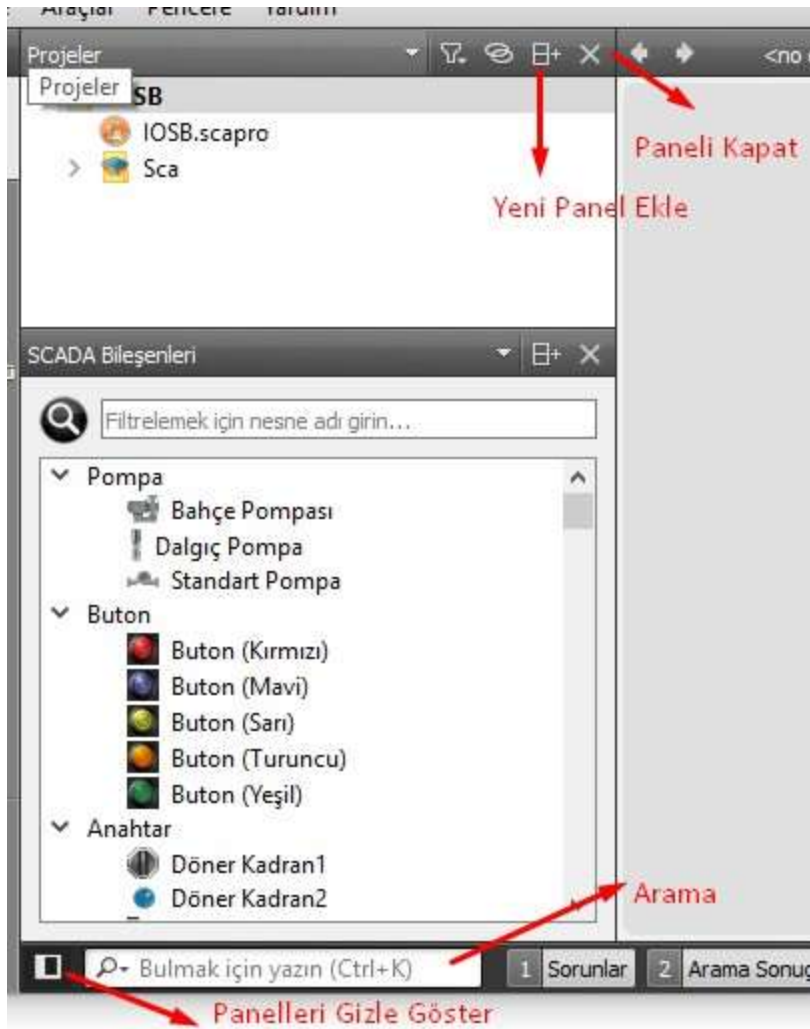 Araçlar Pencere Yardım
Projeler
<no
Projeler
SB
Paneli Kapat
IOSB.scapro
Sca
Yeni Panel Ekle
SCADA Bileşenleri
Filtrelemek için nesne adı girin...
Pompa
Bahçe Pompası
Dalgıç Pompa
Standart Pompa
Buton
Buton (Kırmızı)
Buton (Mavi)
Buton (Sarı)
Buton (Turuncu)
Buton (Yeşil)
Anahtar
Döner Kadran1
Döner Kadran2
Arama
Bulmak için yazın (Ctrl+K)
1 Sorunlar
2 Arama Sonuç
Panelleri Gizle Göster